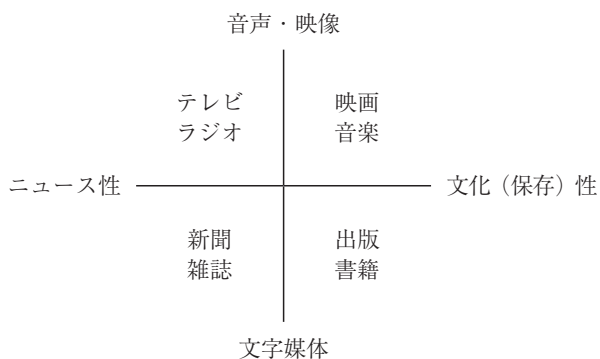 音声・映像
テレビ
ラジオ
映画
音楽
ニュース性
文化（保存）性
新聞
雑誌
出版
書籍
文字媒体